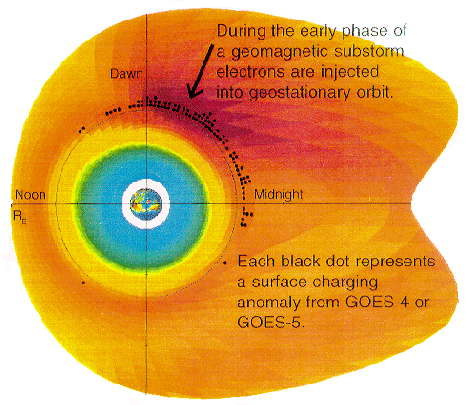 During the early phase of
a geomagnetic substorm
electrons are injected
into geostationary orbit.
Dawn
Noon
Midnight
RE
Each black dot represents
a surface charging
anomaly from GOES 4 or
GOES-5.